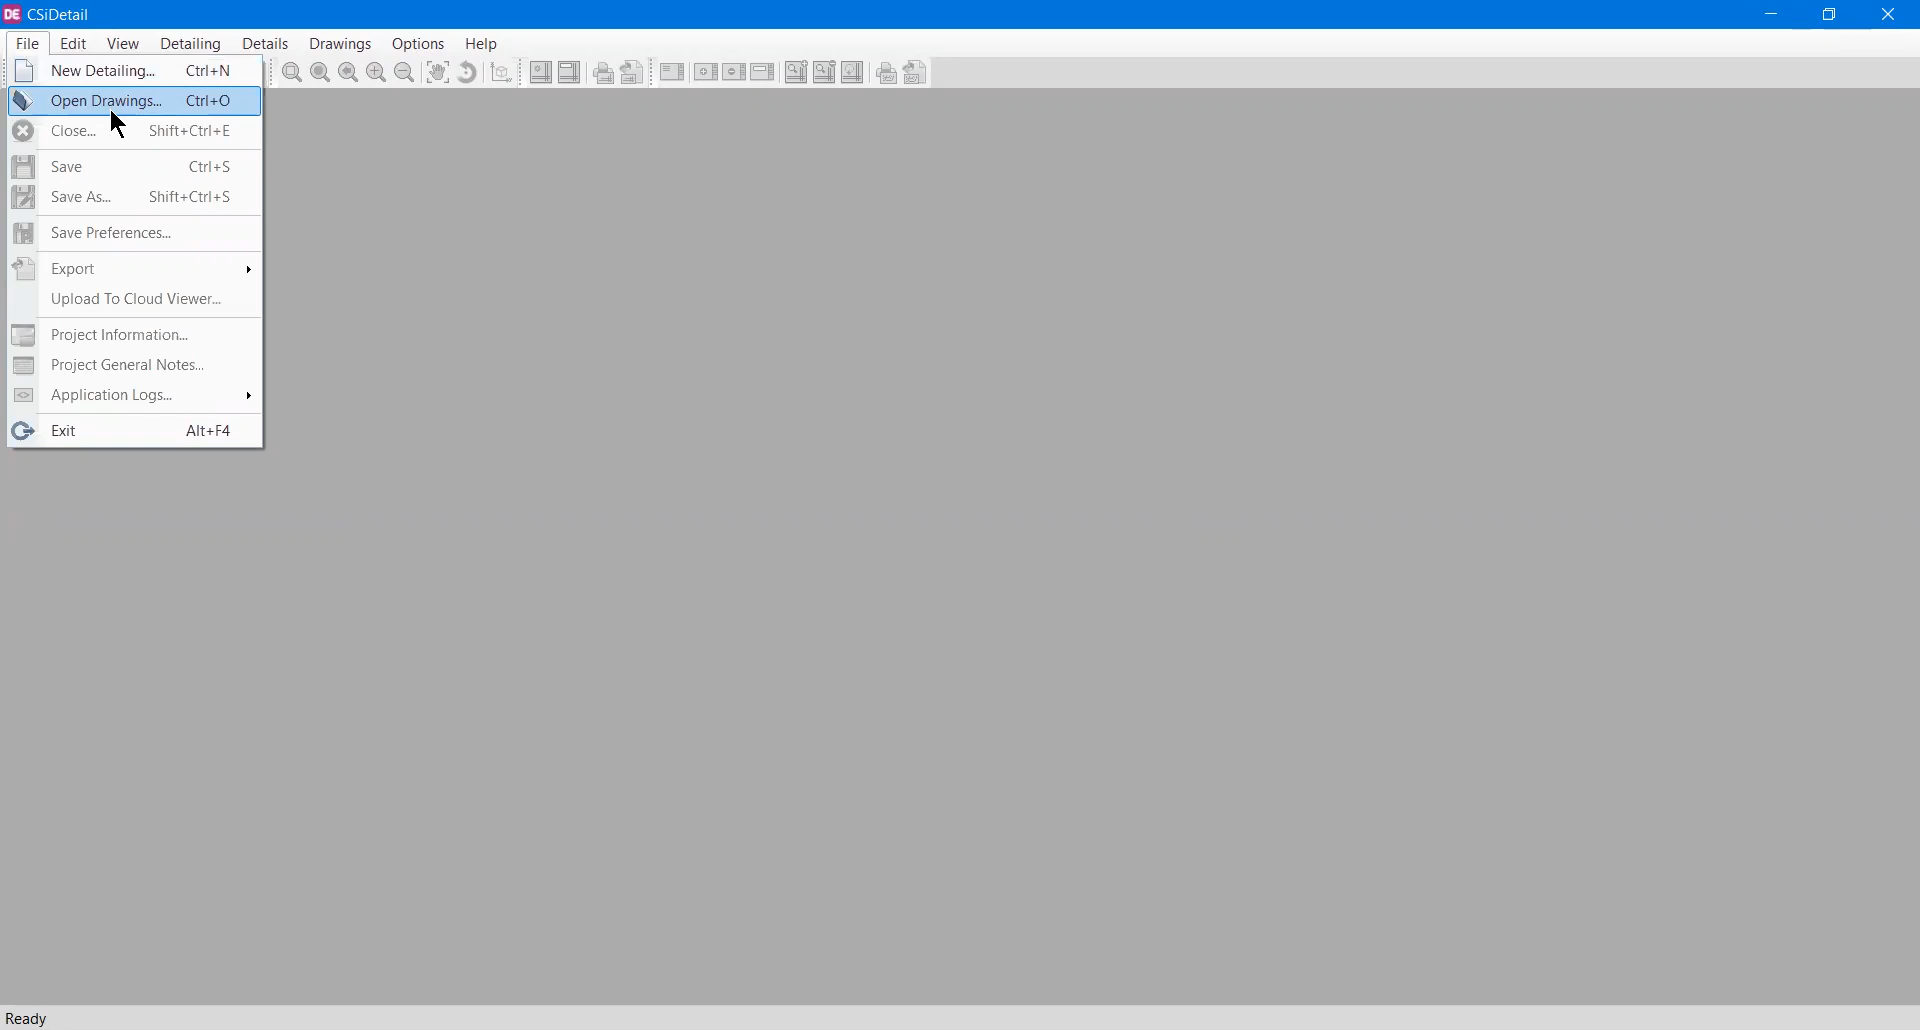 DE CSiDetail
File Edit View Detailing Details Drawings Options Help
New Detailing... Ctrl+N
Open Drawings... Ctrl+O
Close... Shift+Ctrl+E
Save Ctrl+S
Save As... Shift+Ctrl+S
Save Preferences...
Export
Upload To Cloud Viewer...
Project Information...
Project General Notes...
Application Logs...
Exit Alt+F4
Ready